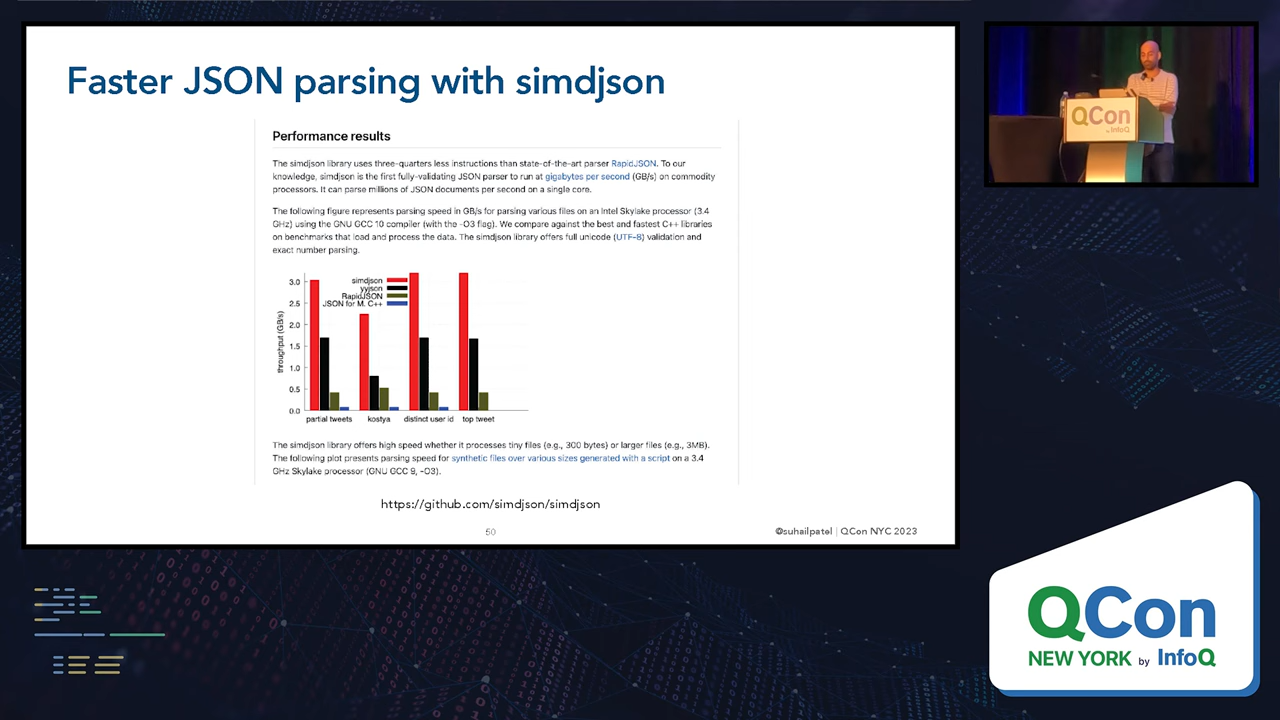 Faster JSON parsing with simdjson
Performance results
The simdjson library uses three-quarters less instructions than state-of-the-art parser RapidJSON. To our
knowledge, simdjson is the first fully-validating JSON parser to run at gigabytes per second (GB/s) on commodity
processors. It can parse millions of JSON documents per second on a single core.
The following figure represents parsing speed in GB/s for parsing various files on an Intel Skylake processor (3.4
GHz) using the GNU GCC 10 compiler (with the -O3 flag). We compare against the best and fastest C++ libraries
on benchmarks that load and process the data. The simdjson library offers full unicode (UTF-8) validation and
exact number parsing.
simdjson
yyjson
RapidJSON
JSON for M. C++
throughput (GB/s)
3.0
2.5
2.0
1.5
1.0
0.5
0.0
partial tweets kostya distinct user id top tweet
The simdjson library offers high speed whether it processes tiny files (e.g., 300 bytes) or larger files (e.g., 3MB).
The following plot presents parsing speed for synthetic files over various sizes generated with a script on a 3.4
GHz Skylake processor (GNU GCC 9, -O3).
https://github.com/simdjson/simdjson
50
@suhailpatel | QCon NYC 2023
QCon
by InfoQ
QCon
NEW YORK by InfoQ